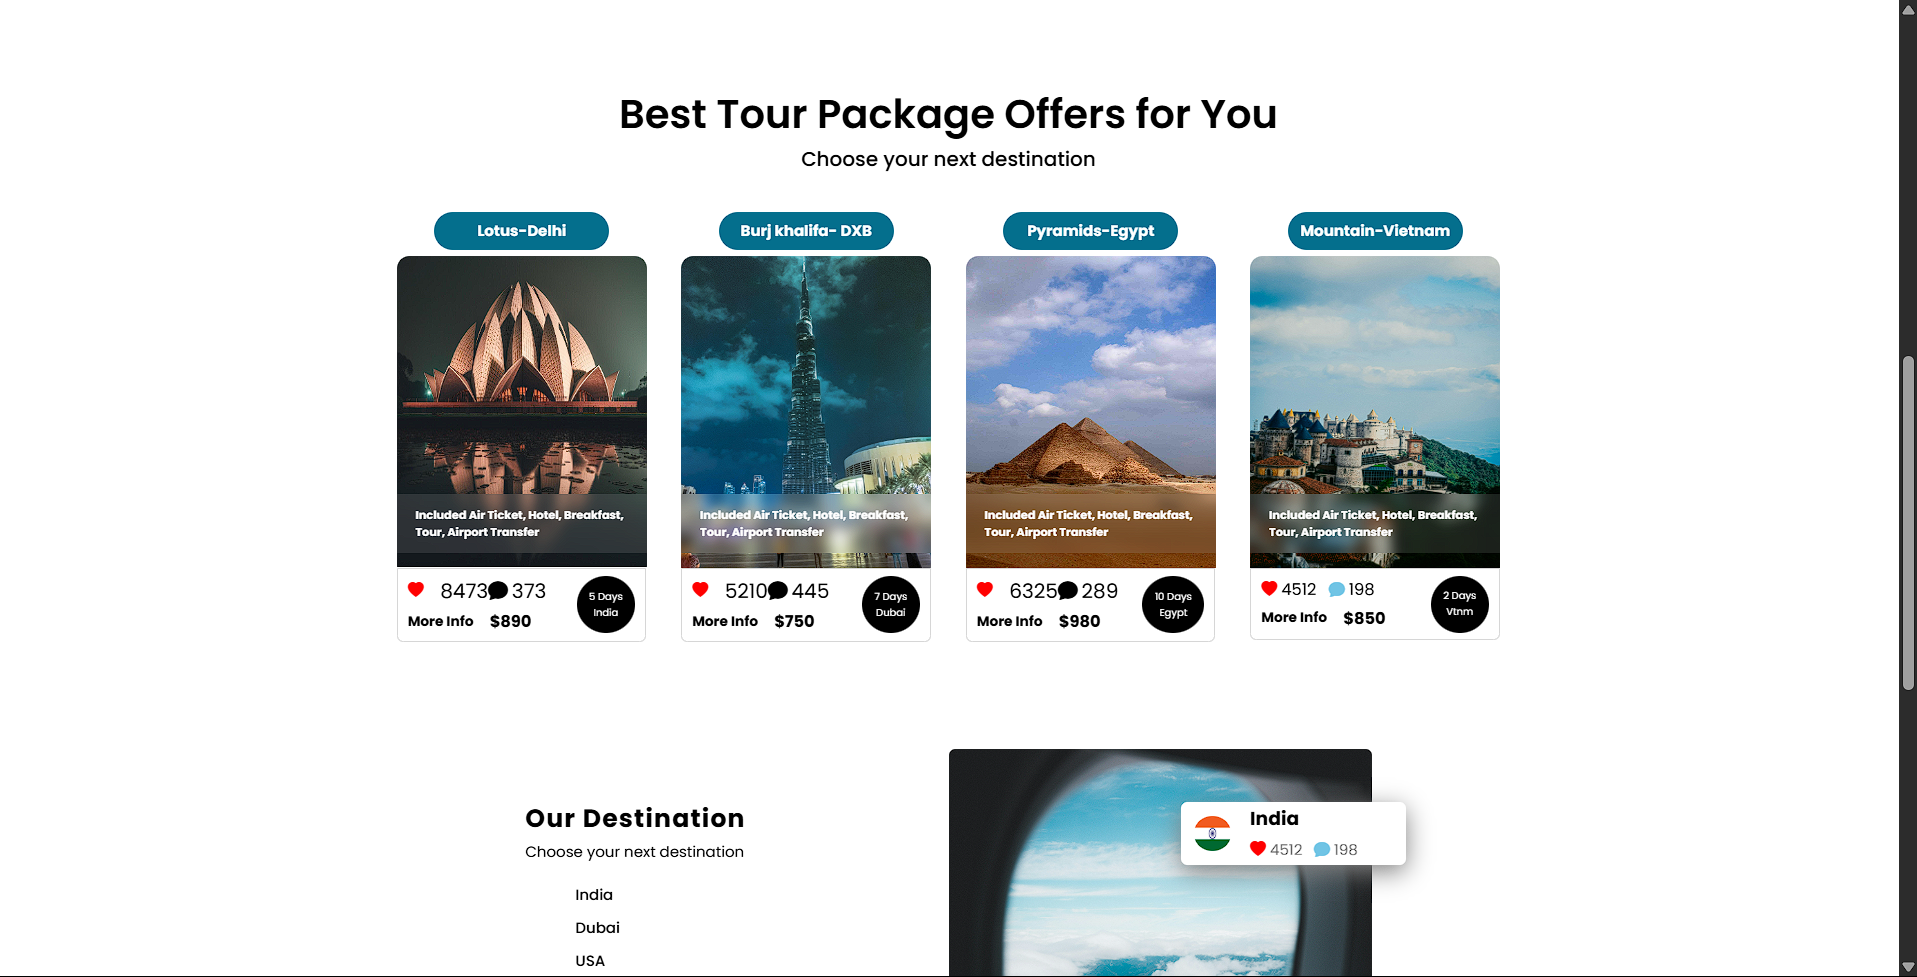 Best Tour Package Offers for You
Choose your next destination
Lotus-Delhi
Included Air Ticket, Hotel, Breakfast,
Tour, Airport Transfer
8473 373
More Info $890
5 Days
India
Burj khalifa- DXB
Included Air Ticket, Hotel, Breakfast,
Tour, Airport Transfer
5210 445
More Info $750
7 Days
Dubai
Pyramids-Egypt
Included Air Ticket, Hotel, Breakfast,
Tour, Airport Transfer
6325 289
More Info $980
10 Days
Egypt
Mountain-Vietnam
Included Air Ticket, Hotel, Breakfast,
Tour, Airport Transfer
4512 198
More Info $850
2 Days
Vtnm
Our Destination
Choose your next destination
India
Dubai
USA
India
4512 198